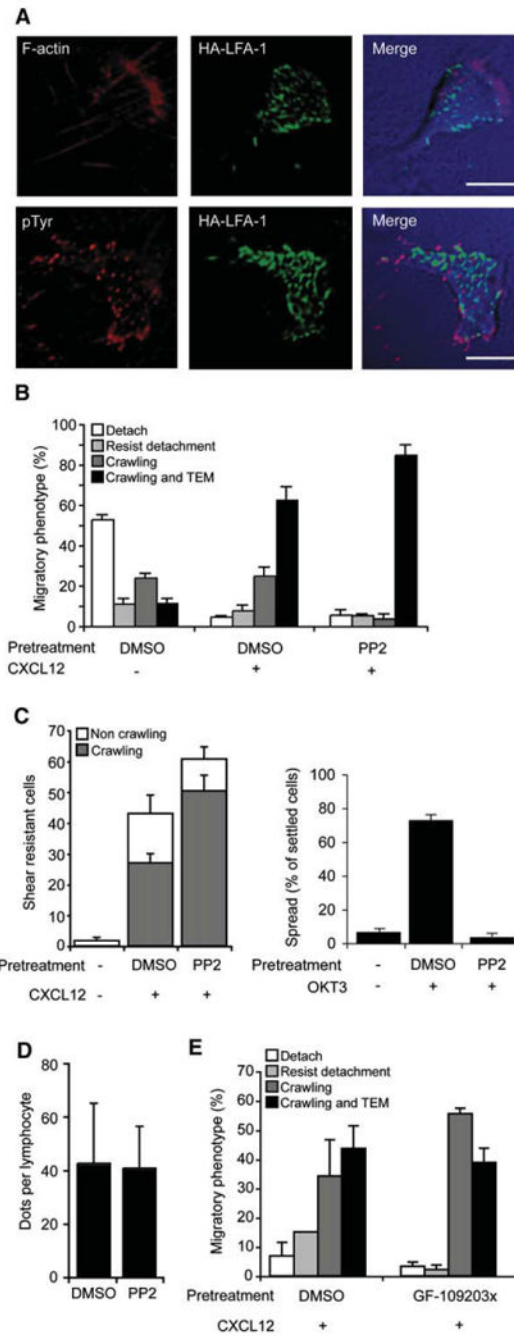 A
F-actin
HA-LFA-1
Merge
pTyr
HA-LFA-1
Merge
B
Migratory phenotype (%)
100
80
60
40
20
0
Detach
Resist detachment
Crawling
Crawling and TEM
Pretreatment DMSO DMSO PP2
CXCL12 - + +
C
Shear resistant cells
70
60
50
40
30
20
10
0
Non crawling
Crawling
Pretreatment - DMSO PP2
CXCL12 + +
Spread (% of settled cells)
100
80
60
40
20
0
Pretreatment - DMSO PP2
OKT3 - + +
D
Dots per lymphocyte
80
60
40
20
0
DMSO PP2
E
Detach
Resist detachment
Crawling
Crawling and TEM
Migratory phenotype (%)
70
60
50
40
30
20
10
0
Pretreatment DMSO GF-109203x
CXCL12 + +